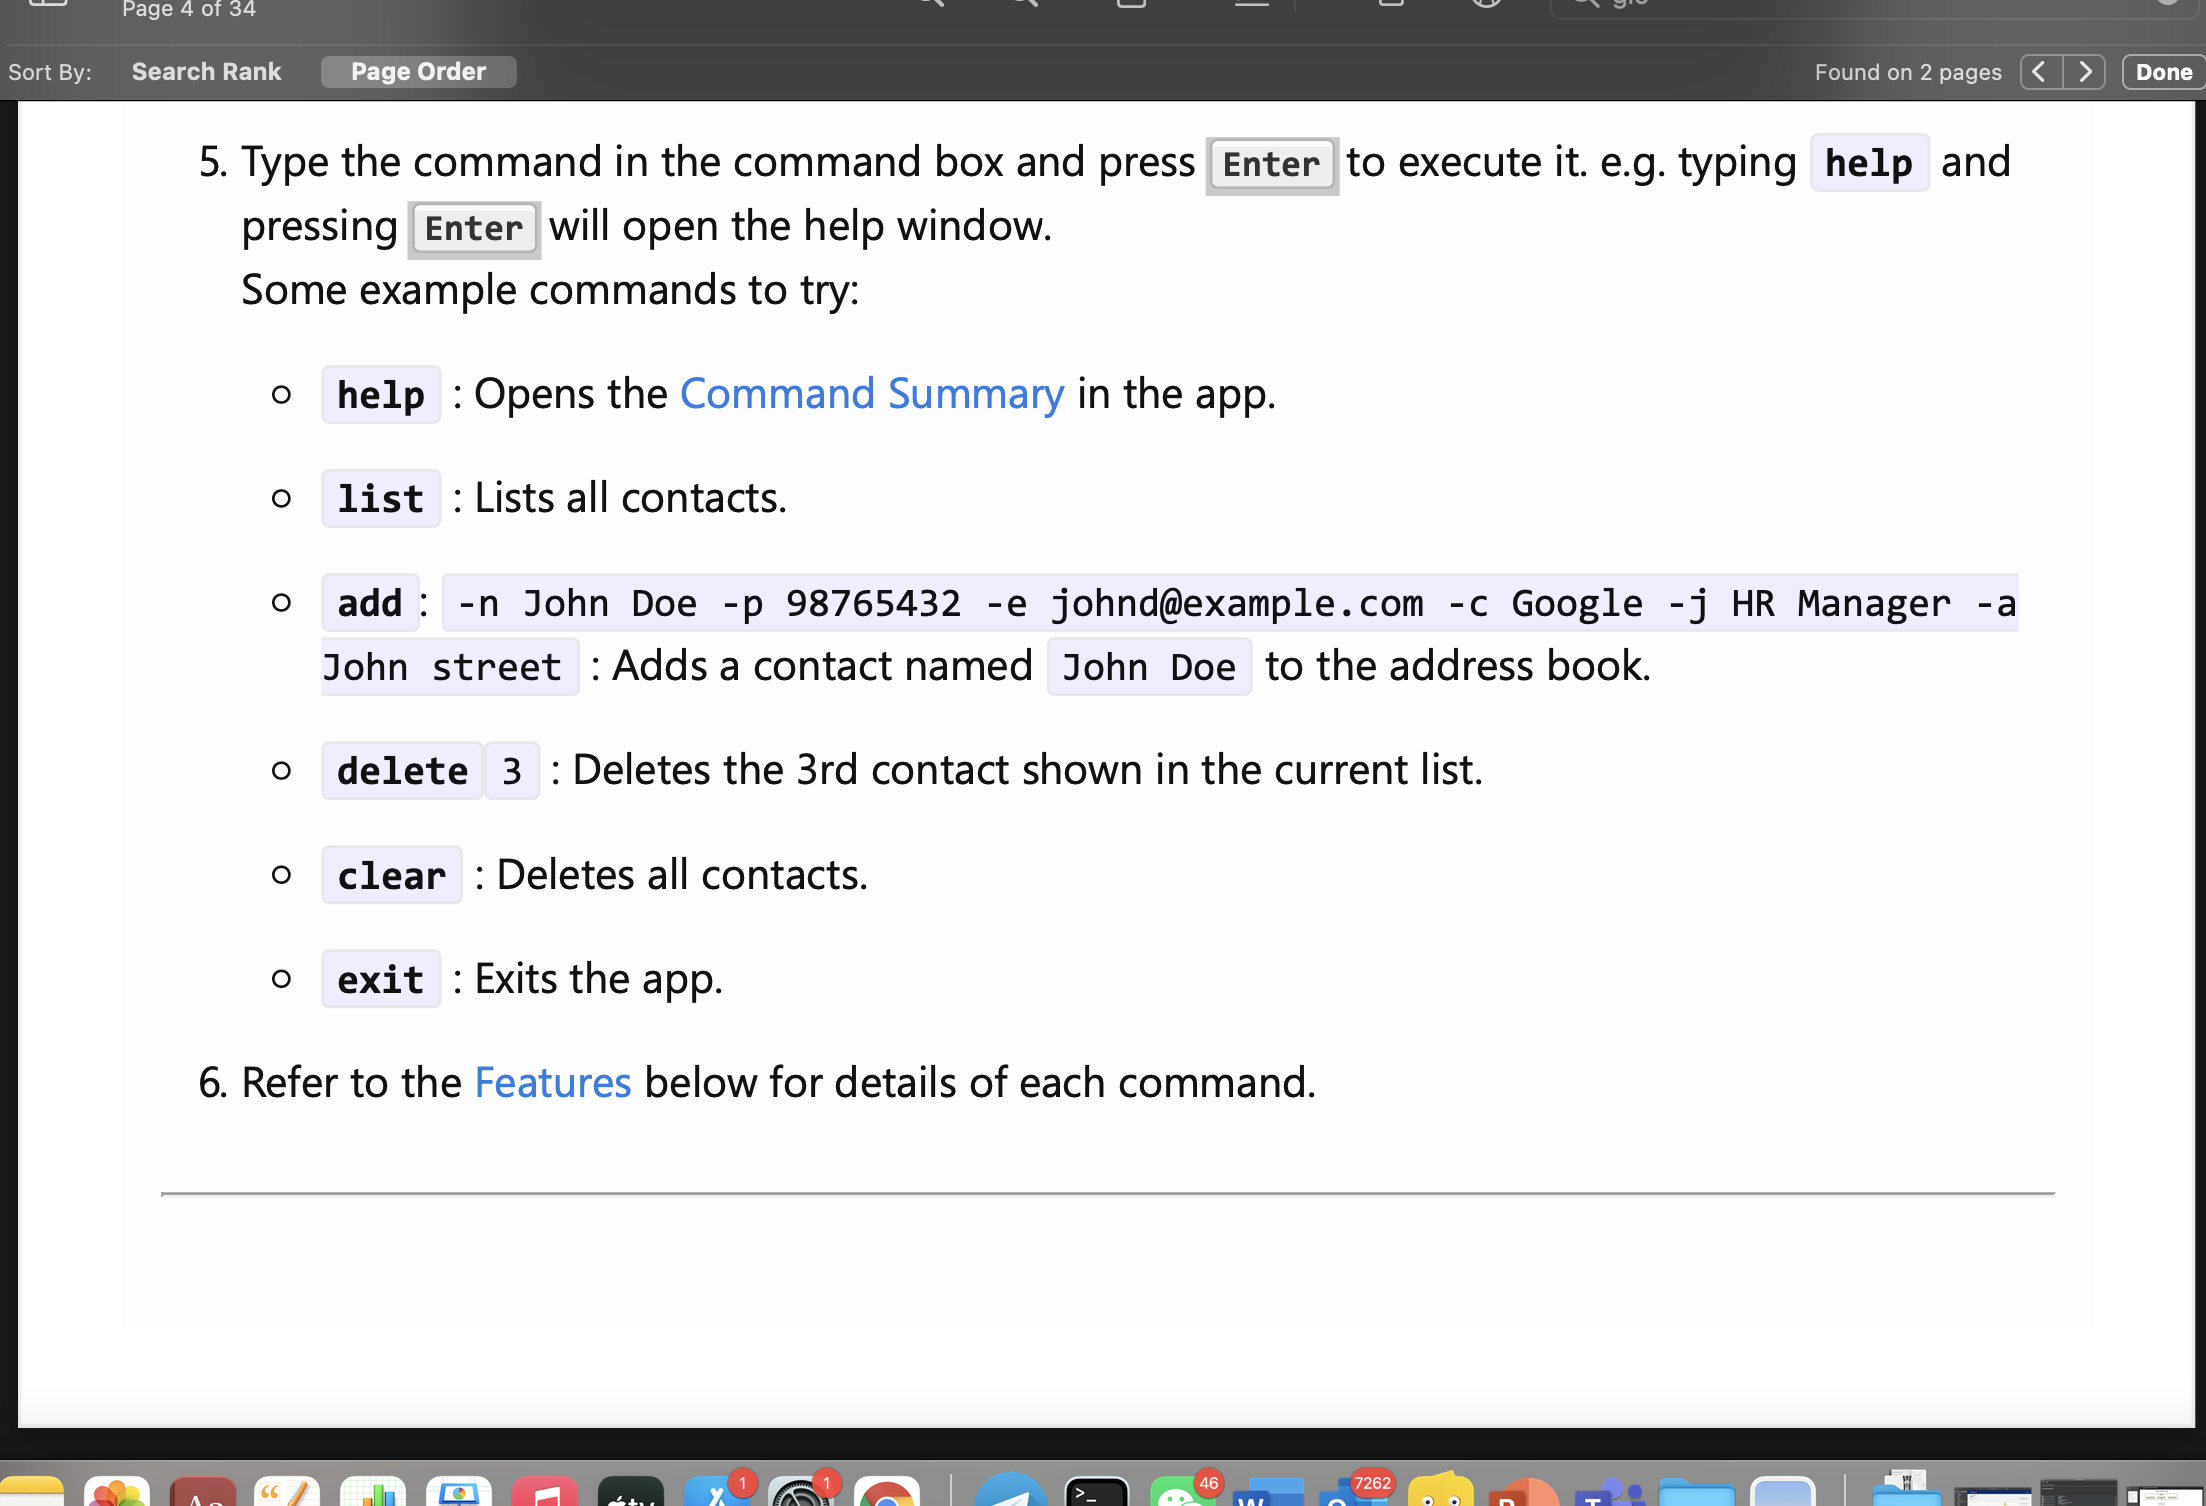 Page 4 of 34
Sort By: Search Rank Page Order Found on 2 pages Done
5. Type the command in the command box and press Enter to execute it. e.g. typing help and
pressing Enter will open the help window.
Some example commands to try:
help : Opens the Command Summary in the app.
list : Lists all contacts.
add : -n John Doe -p 98765432 -e johnd@example.com -c Google -j HR Manager -a
John street : Adds a contact named John Doe to the address book.
delete 3 : Deletes the 3rd contact shown in the current list.
clear : Deletes all contacts.
exit : Exits the app.
6. Refer to the Features below for details of each command.
1 1 46 7262